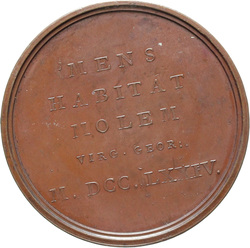 MENS
HABITAT
MOLEM
VIRG. GEOR.
M. DCC. LXXIV.